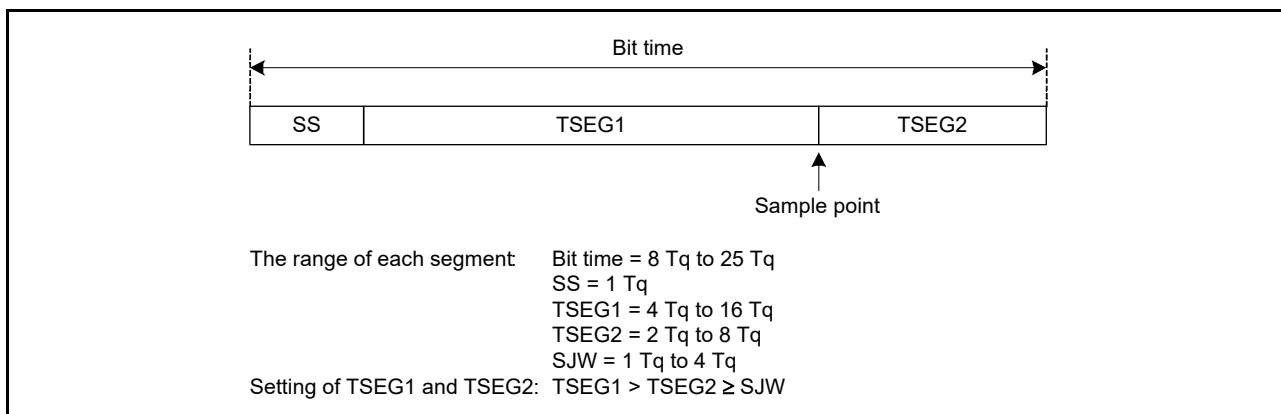 Bit time
SS TSEG1 TSEG2
Sample point
The range of each segment: Bit time = 8 Tq to 25 Tq
SS = 1 Tq
TSEG1 = 4 Tq to 16 Tq
TSEG2 = 2 Tq to 8 Tq
SJW = 1 Tq to 4 Tq
Setting of TSEG1 and TSEG2: TSEG1 > TSEG2 ≥ SJW